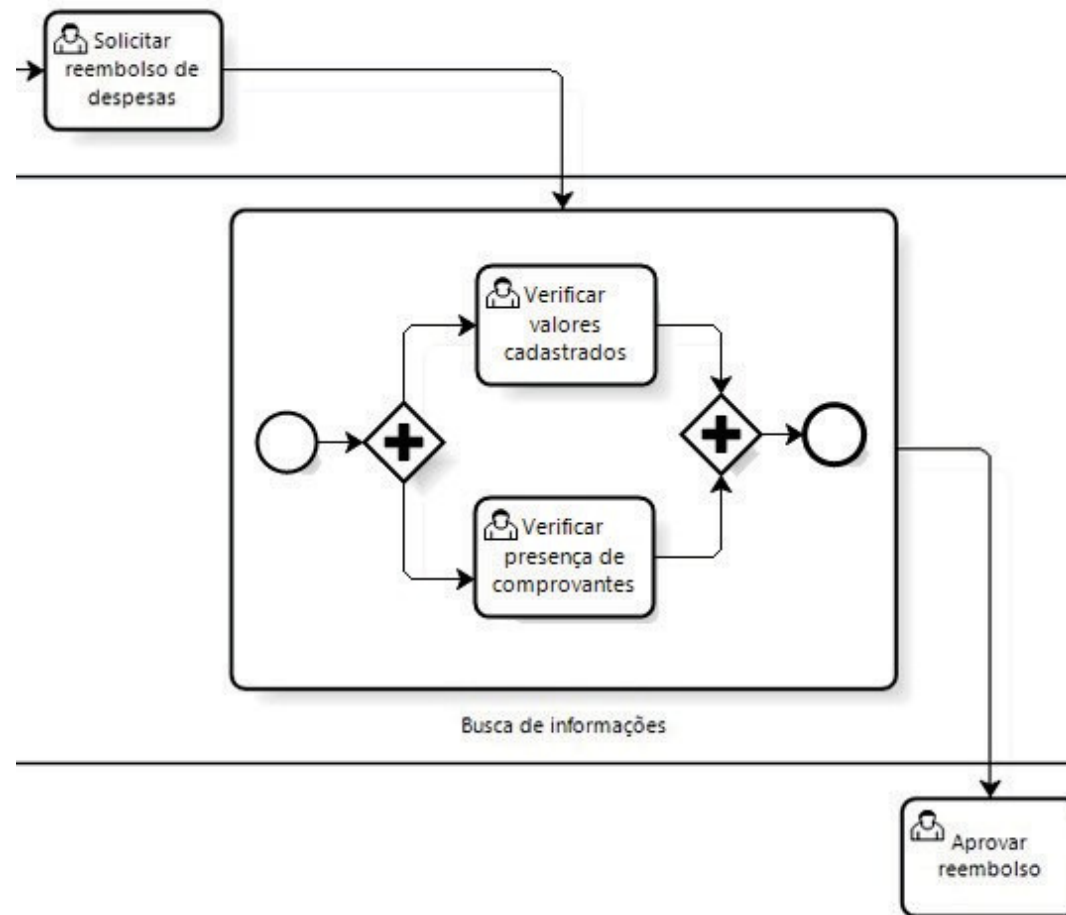 Solicitar
reembolso de
despesas
Verificar
valores
cadastrados
Verificar
presença de
comprovantes
Busca de informações
Aprovar
reembolso